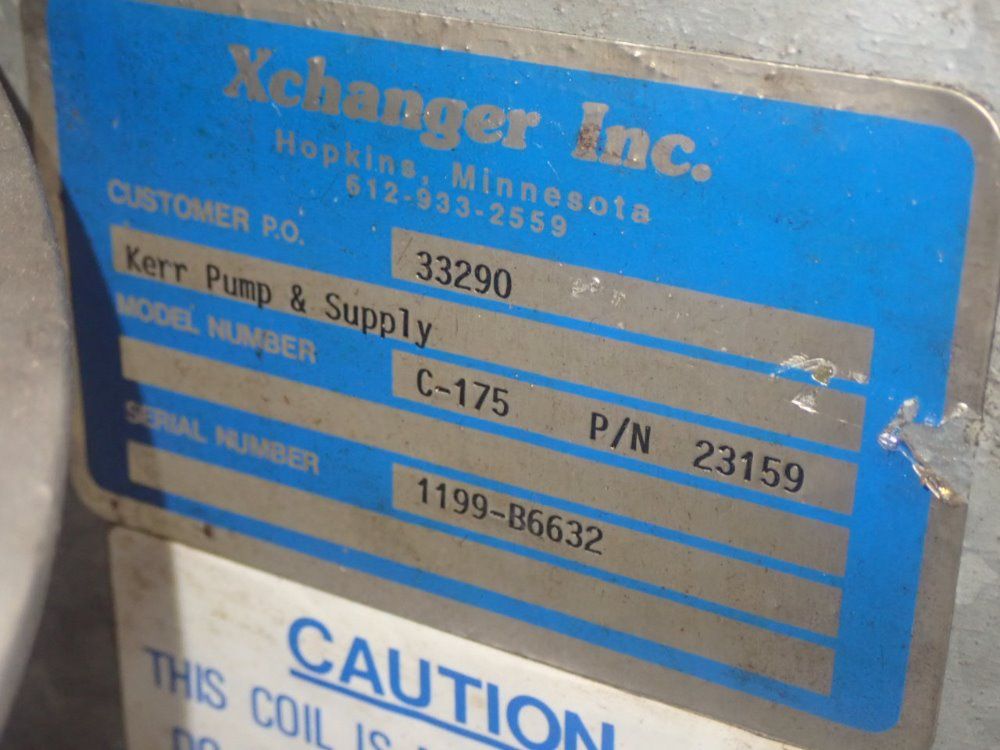 Xchanger Inc.
Hopkins, Minnesota
612-933-2559
CUSTOMER P.O. 33290
Kerr Pump & Supply
MODEL NUMBER C-175 P/N 23159
SERIAL NUMBER 1199-B6632
CAUTION
THIS COIL IS